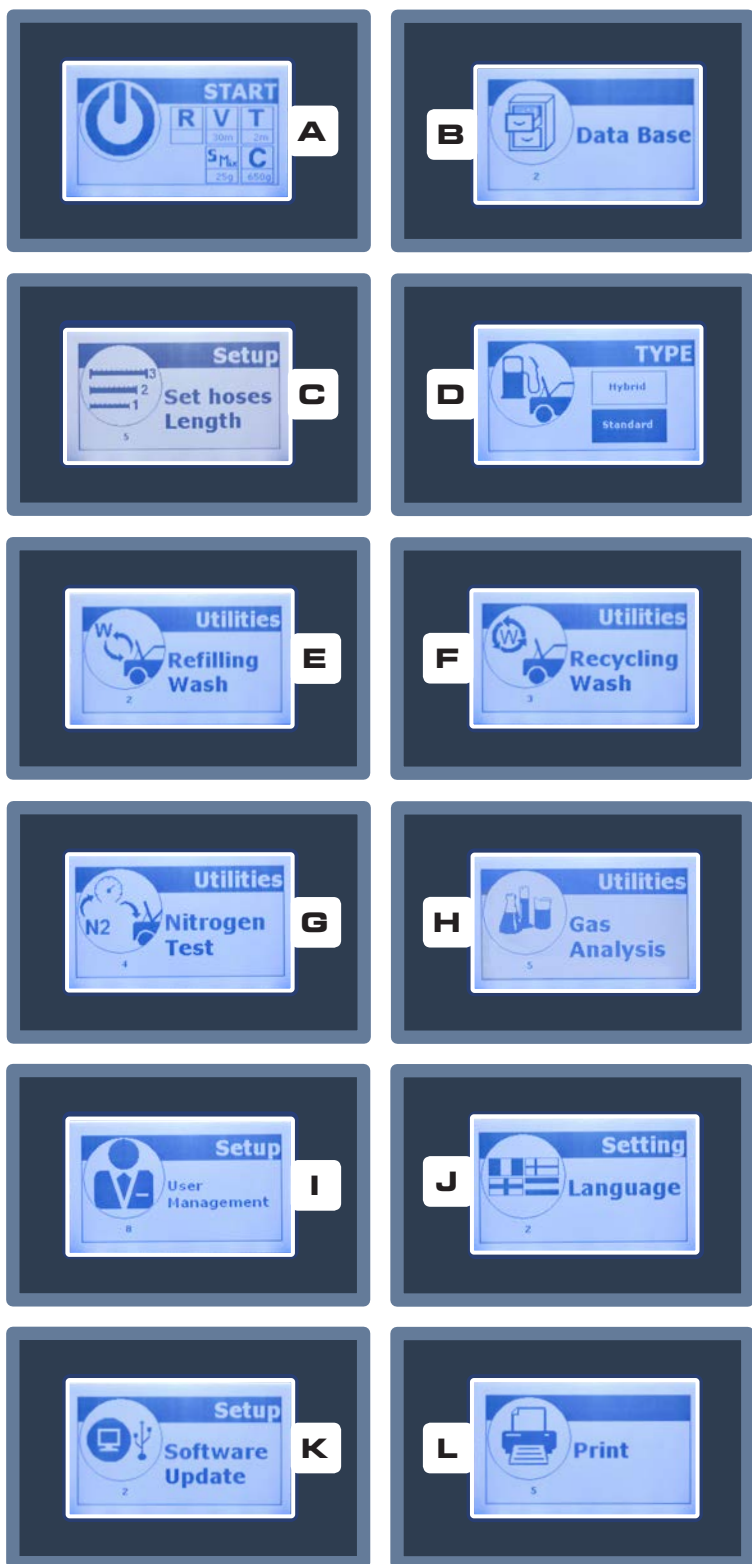 START
R V T
30m 2m
SMix C
25g 650g
A
B
Data Base
2
Setup
3
2
1
Set hoses
Length
5
C
D
TYPE
Hybrid
Standard
Utilities
W
Refilling
Wash
2
E
F
Utilities
W
Recycling
Wash
3
Utilities
N2
Nitrogen
Test
4
G
H
Utilities
Gas
Analysis
5
Setup
User
Management
8
I
J
Setting
Language
2
Setup
Software
Update
2
K
L
Print
5